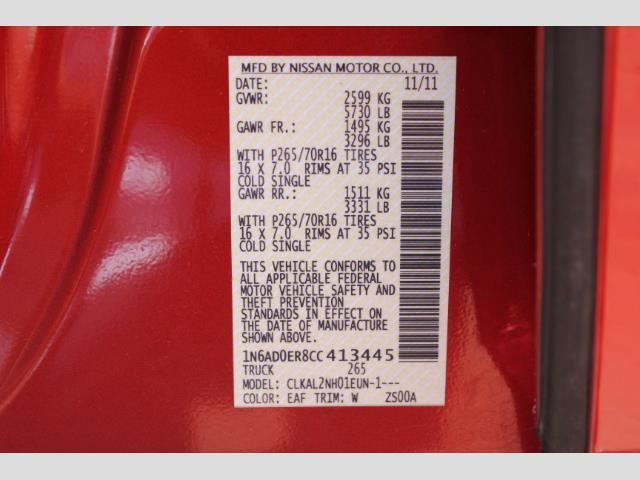 MFD BY NISSAN MOTOR CO., LTD.
DATE: 11/11
GVWR: 2599 KG
5730 LB
GAWR FR.: 1495 KG
3296 LB
WITH P265/70R16 TIRES
16 X 7.0 RIMS AT 35 PSI
COLD SINGLE
GAWR RR.: 1511 KG
3331 LB
WITH P265/70R16 TIRES
16 X 7.0 RIMS AT 35 PSI
COLD SINGLE
THIS VEHICLE CONFORMS TO
ALL APPLICABLE FEDERAL
MOTOR VEHICLE SAFETY AND
THEFT PREVENTION
STANDARDS IN EFFECT ON
THE DATE OF MANUFACTURE
SHOWN ABOVE.
1N6AD0ER8CC413445
TRUCK 265
MODEL: CLKAL2NH01EUN-1---
COLOR: EAF TRIM: W ZS00A